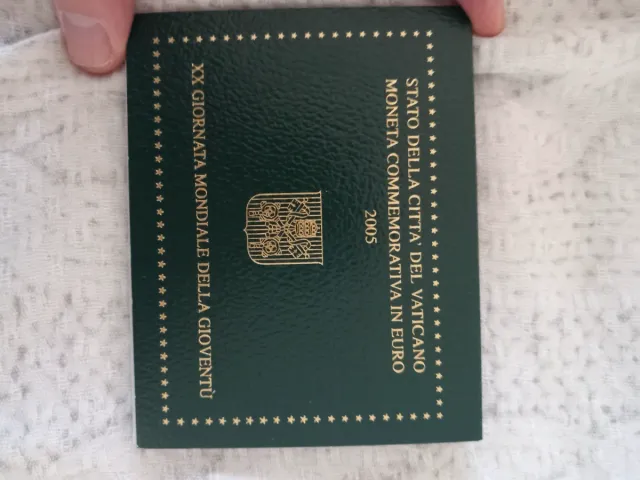 STATO DELLA CITTA' DEL VATICANO
MONETA COMMEMORATIVA IN EURO
2005
XX GIORNATA MONDIALE DELLA GIOVENTÙ